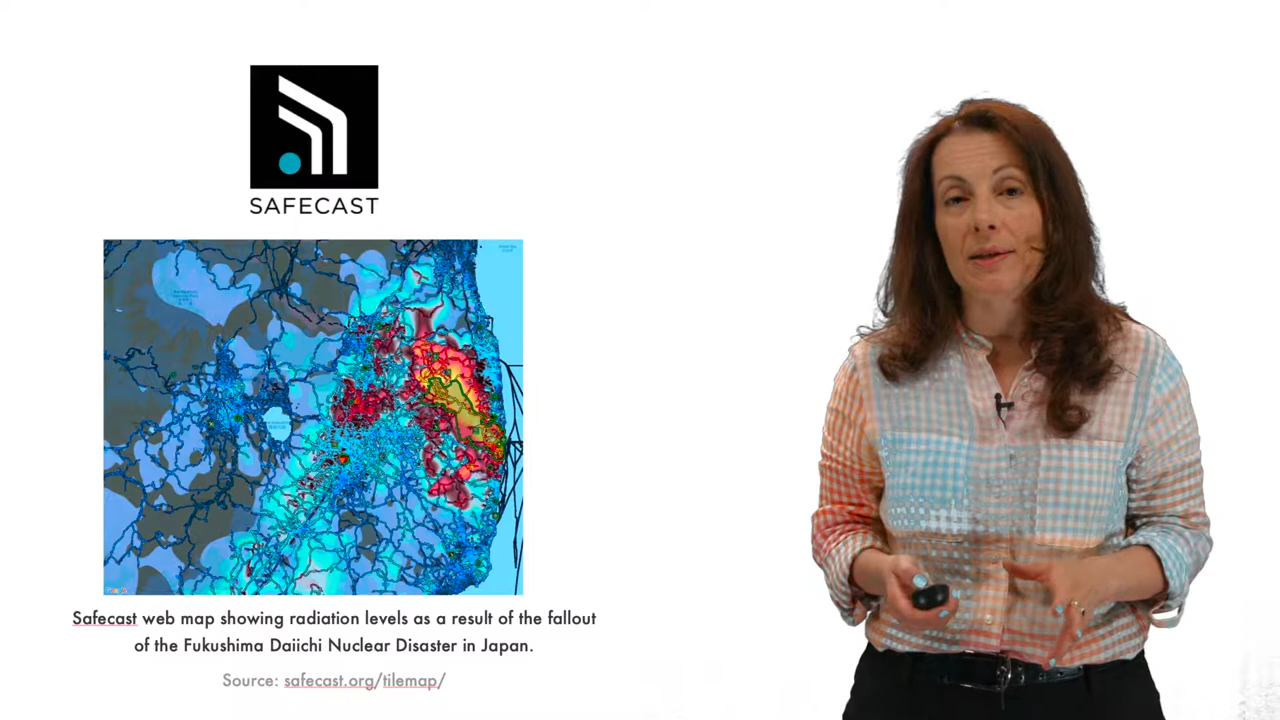 SAFECAST
Safecast web map showing radiation levels as a result of the fallout
of the Fukushima Daiichi Nuclear Disaster in Japan.
Source: safecast.org/tilemap/